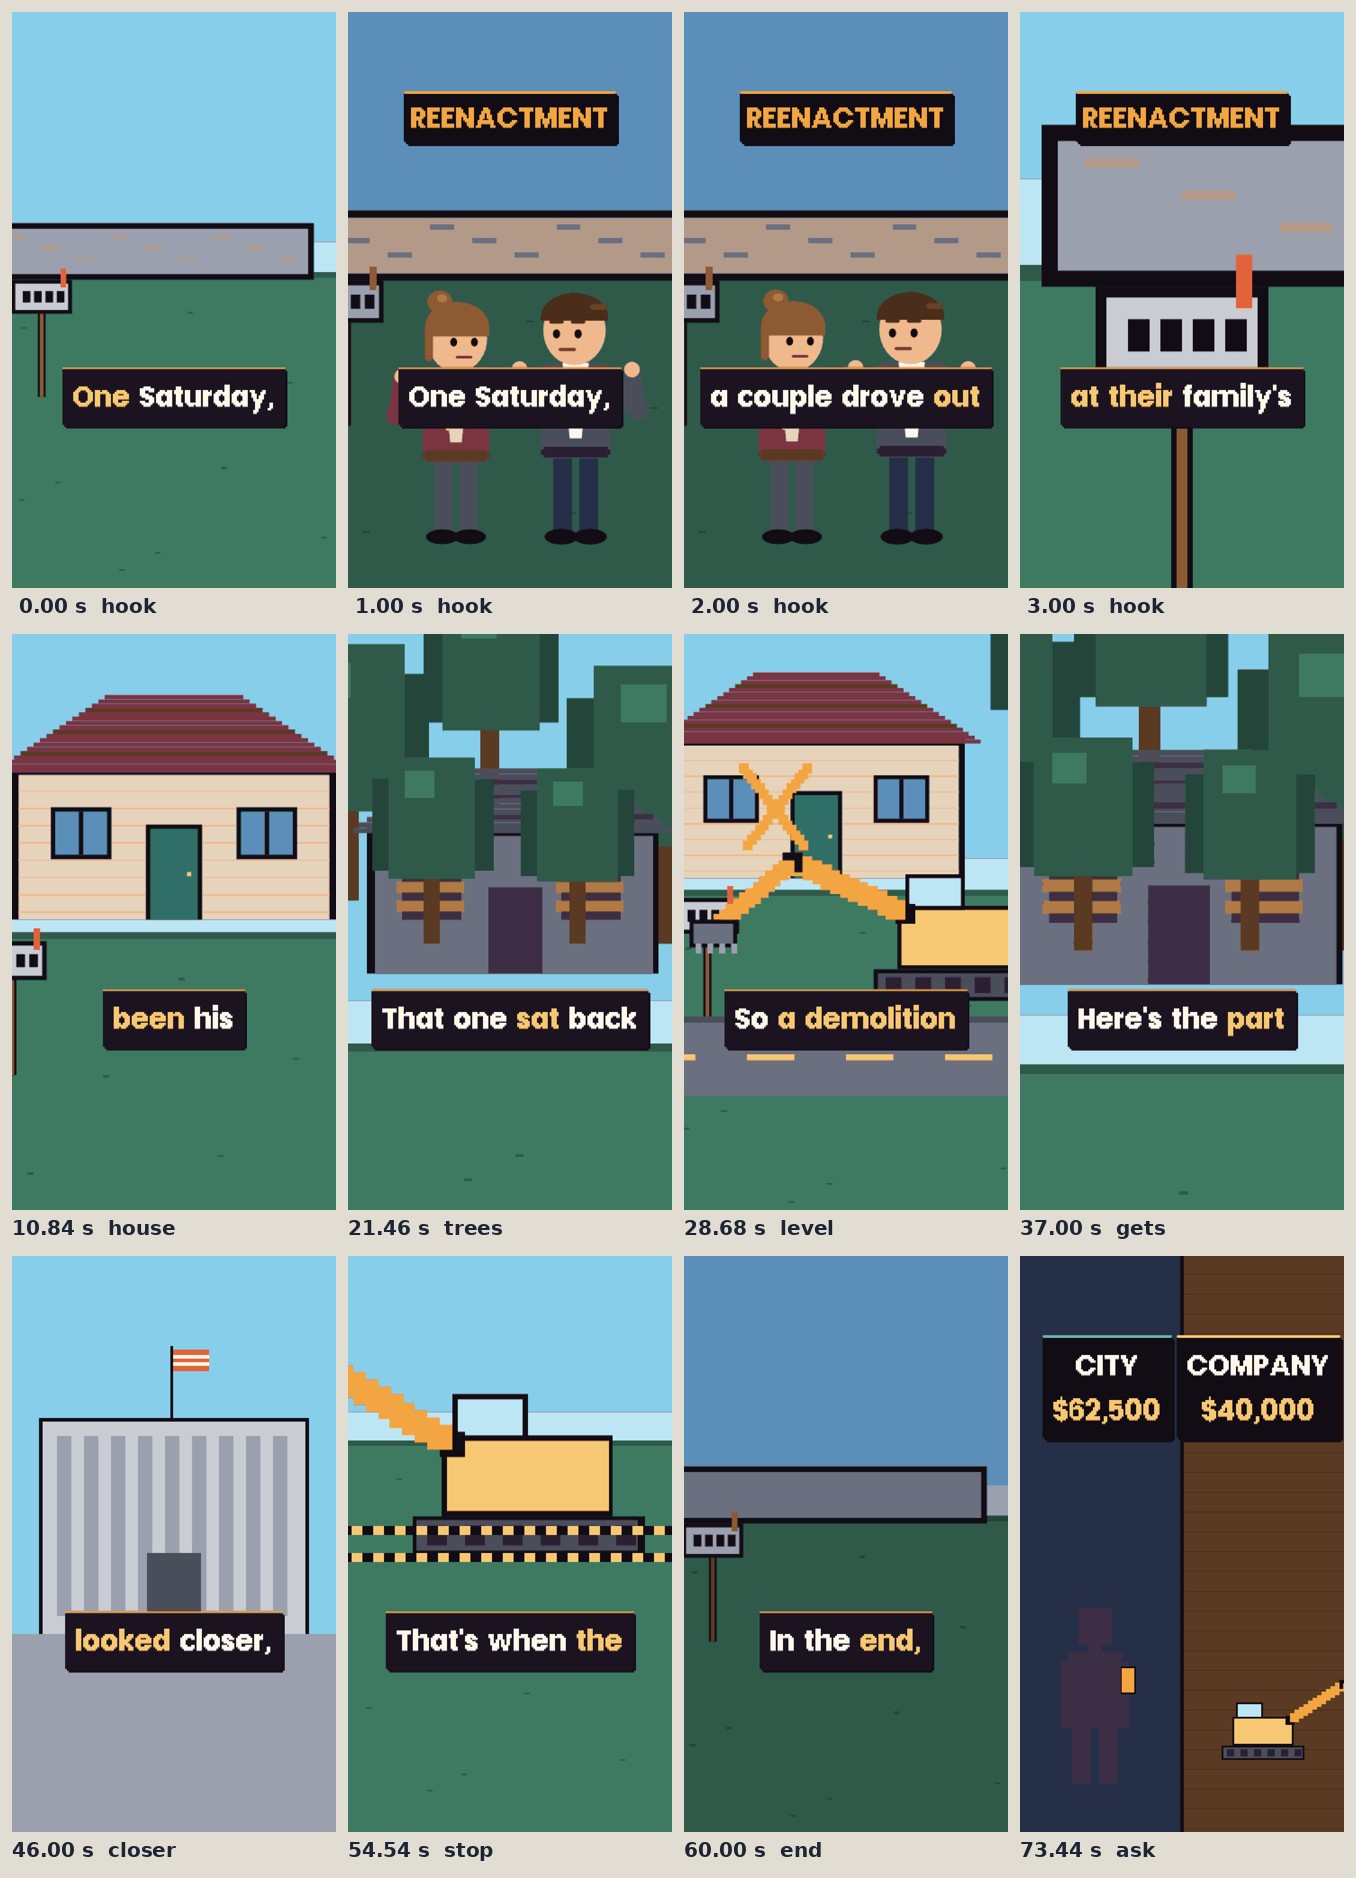 One Saturday,
0.00 s hook
REENACTMENT
One Saturday,
1.00 s hook
REENACTMENT
a couple drove out
2.00 s hook
REENACTMENT
at their family's
3.00 s hook
been his
10.84 s house
That one sat back
21.46 s trees
So a demolition
28.68 s level
Here's the part
37.00 s gets
looked closer,
46.00 s closer
That's when the
54.54 s stop
In the end,
60.00 s end
CITY
$62,500
COMPANY
$40,000
73.44 s ask